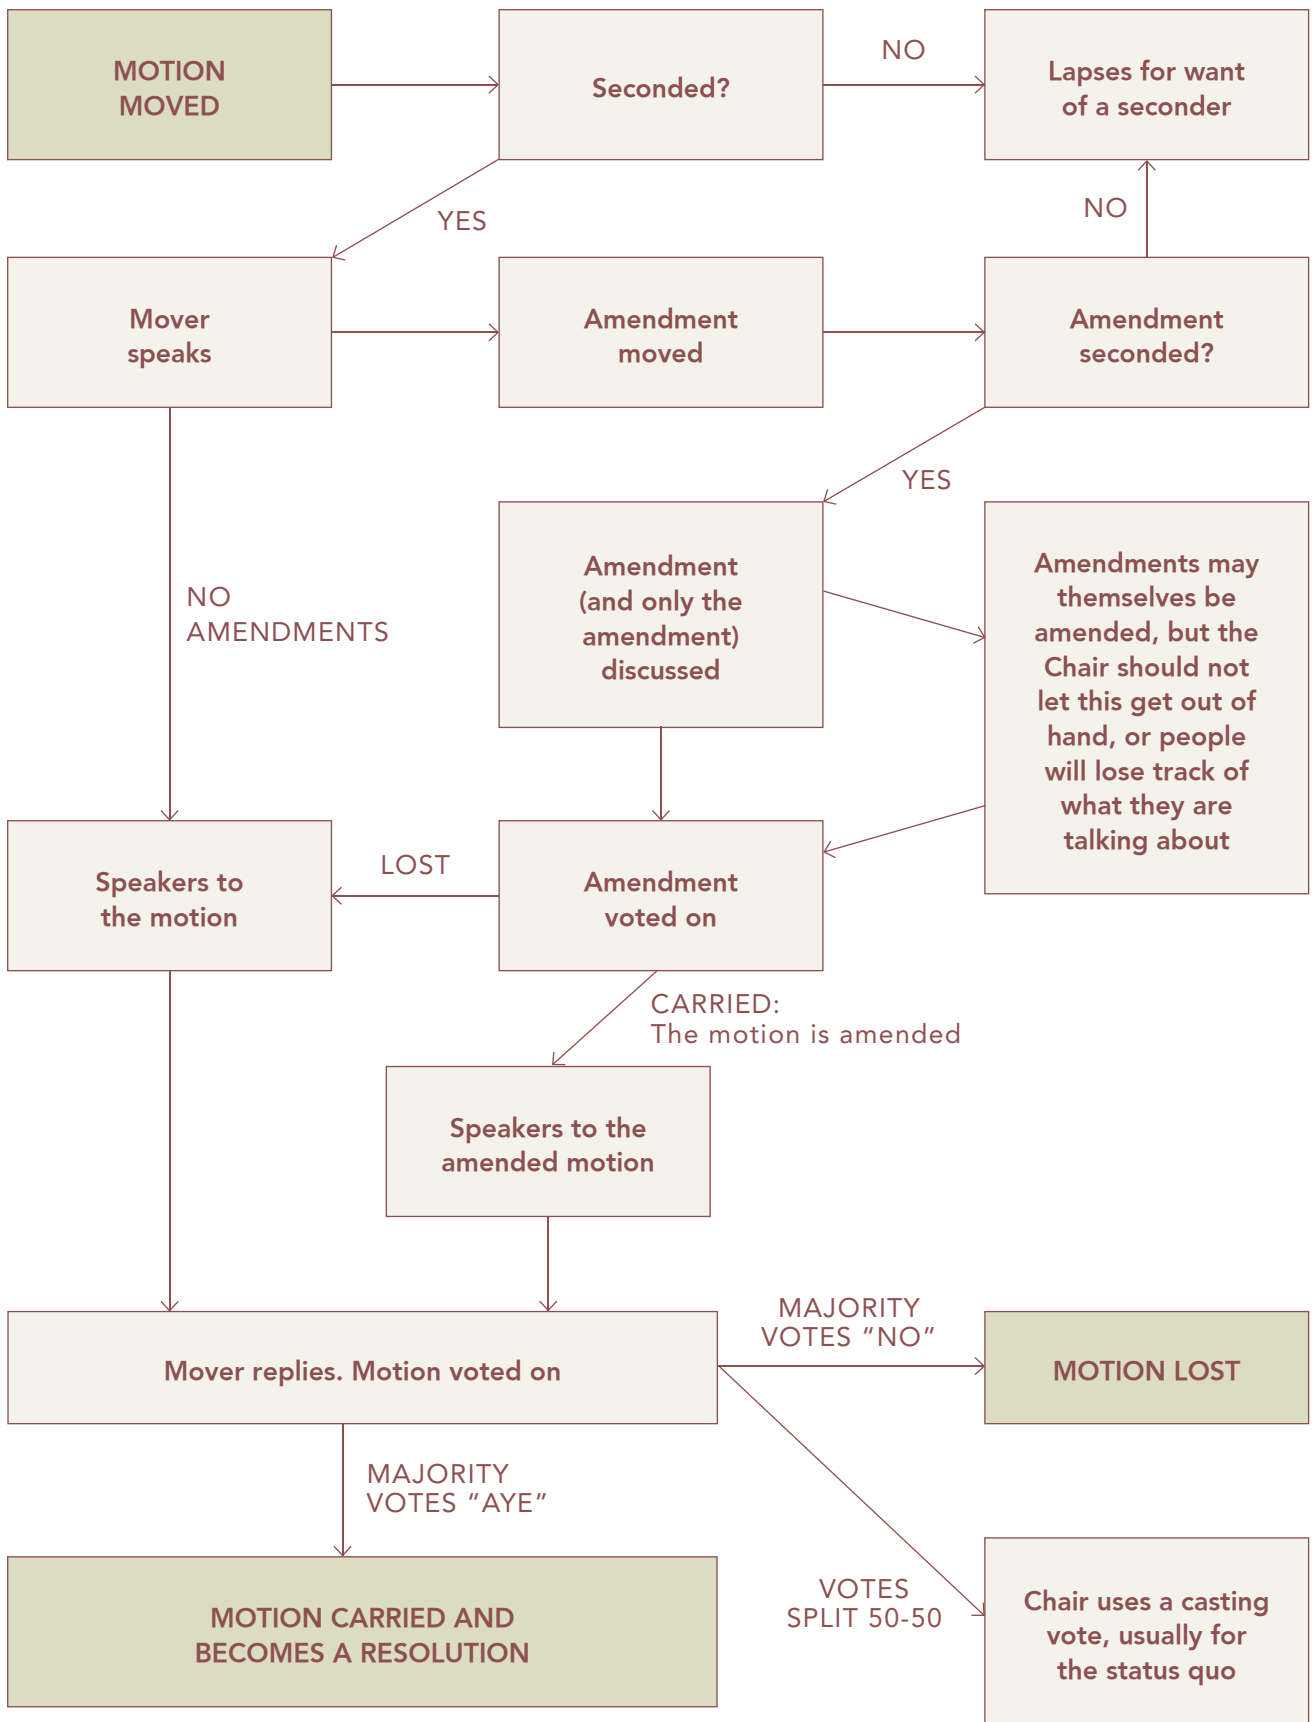 MOTION
MOVED
Seconded?
NO
Lapses for want
of a seconder
YES
NO
Mover
speaks
Amendment
moved
Amendment
seconded?
YES
NO
AMENDMENTS
Amendment
(and only the
amendment)
discussed
Amendments may
themselves be
amended, but the
Chair should not
let this get out of
hand, or people
will lose track of
what they are
talking about
Speakers to
the motion
LOST
Amendment
voted on
CARRIED:
The motion is amended
Speakers to the
amended motion
Mover replies. Motion voted on
MAJORITY
VOTES “NO”
MOTION LOST
MAJORITY
VOTES “AYE”
MOTION CARRIED AND
BECOMES A RESOLUTION
VOTES
SPLIT 50-50
Chair uses a casting
vote, usually for
the status quo